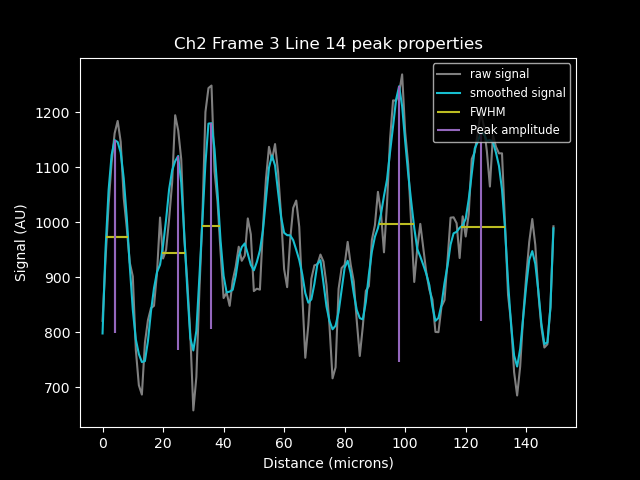 Ch2 Frame 3 Line 14 peak properties
raw signal
smoothed signal
FWHM
Peak amplitude
Signal (AU)
1200
1100
1000
900
800
700
0 20 40 60 80 100 120 140
Distance (microns)